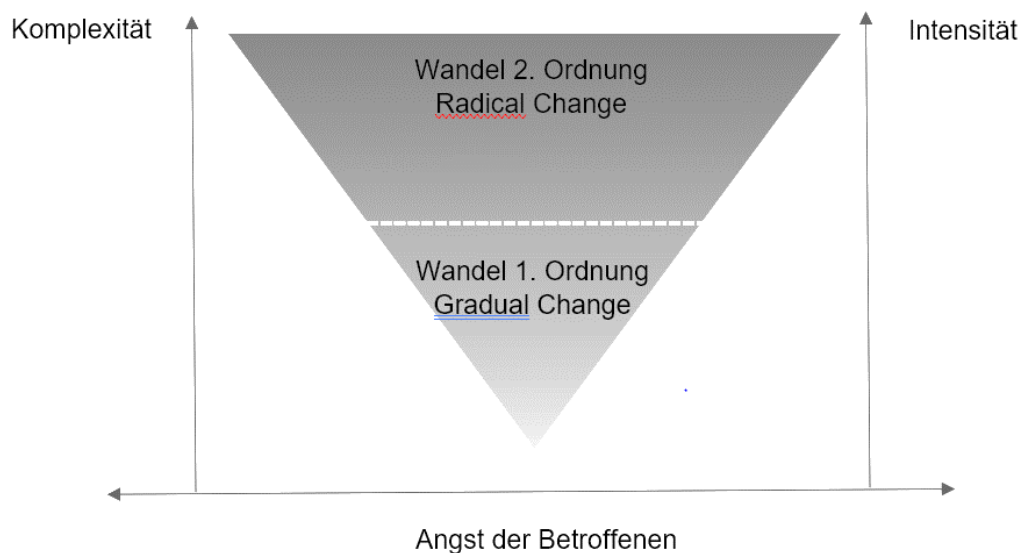 Komplexität
Intensität
Wandel 2. Ordnung
Radical Change
Wandel 1. Ordnung
Gradual Change
Angst der Betroffenen